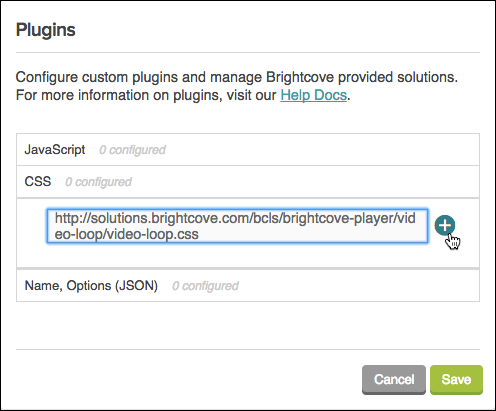 Plugins
Configure custom plugins and manage Brightcove provided solutions.
For more information on plugins, visit our Help Docs.
JavaScript 0 configured
CSS 0 configured
http://solutions.brightcove.com/bcls/brightcove-player/vid
eo-loop/video-loop.css
Name, Options (JSON) 0 configured
Cancel Save